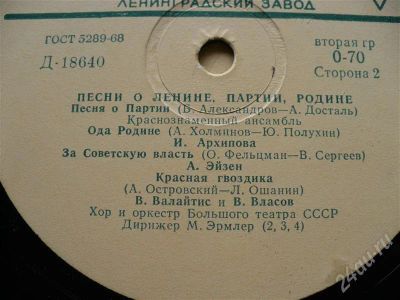 ЛЕНИНГРАДСКИЙ ЗАВОД
ГОСТ 5289-68
Д-18640
вторая гр
0-70
Сторона 2
ПЕСНИ О ЛЕНИНЕ, ПАРТИИ, РОДИНЕ
Песня о Партии (Б. Александров—А. Досталь)
Краснознаменный ансамбль
Ода Родине (А. Холминов—Ю. Полухин)
И. Архипова
За Советскую власть (О. Фельцман—В. Сергеев)
А. Эйзен
Красная гвоздика
(А. Островский—Л. Ошанин)
В. Валайтис и В. Власов
Хор и оркестр Большого театра СССР
Дирижер М. Эрмлер (2, 3, 4)
24au.ru